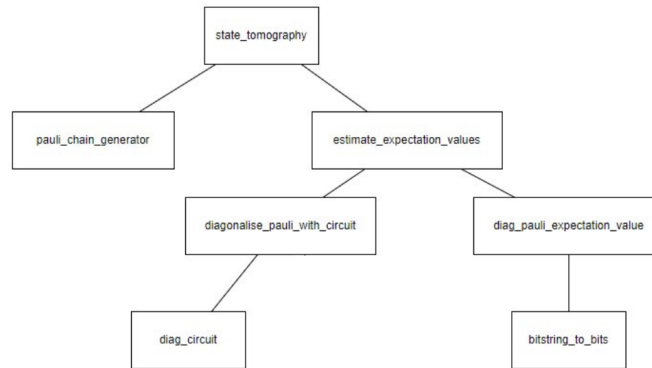 state_tomography
pauli_chain_generator
estimate_expectation_values
diagonalise_pauli_with_circuit
diag_pauli_expectation_value
diag_circuit
bitstring_to_bits